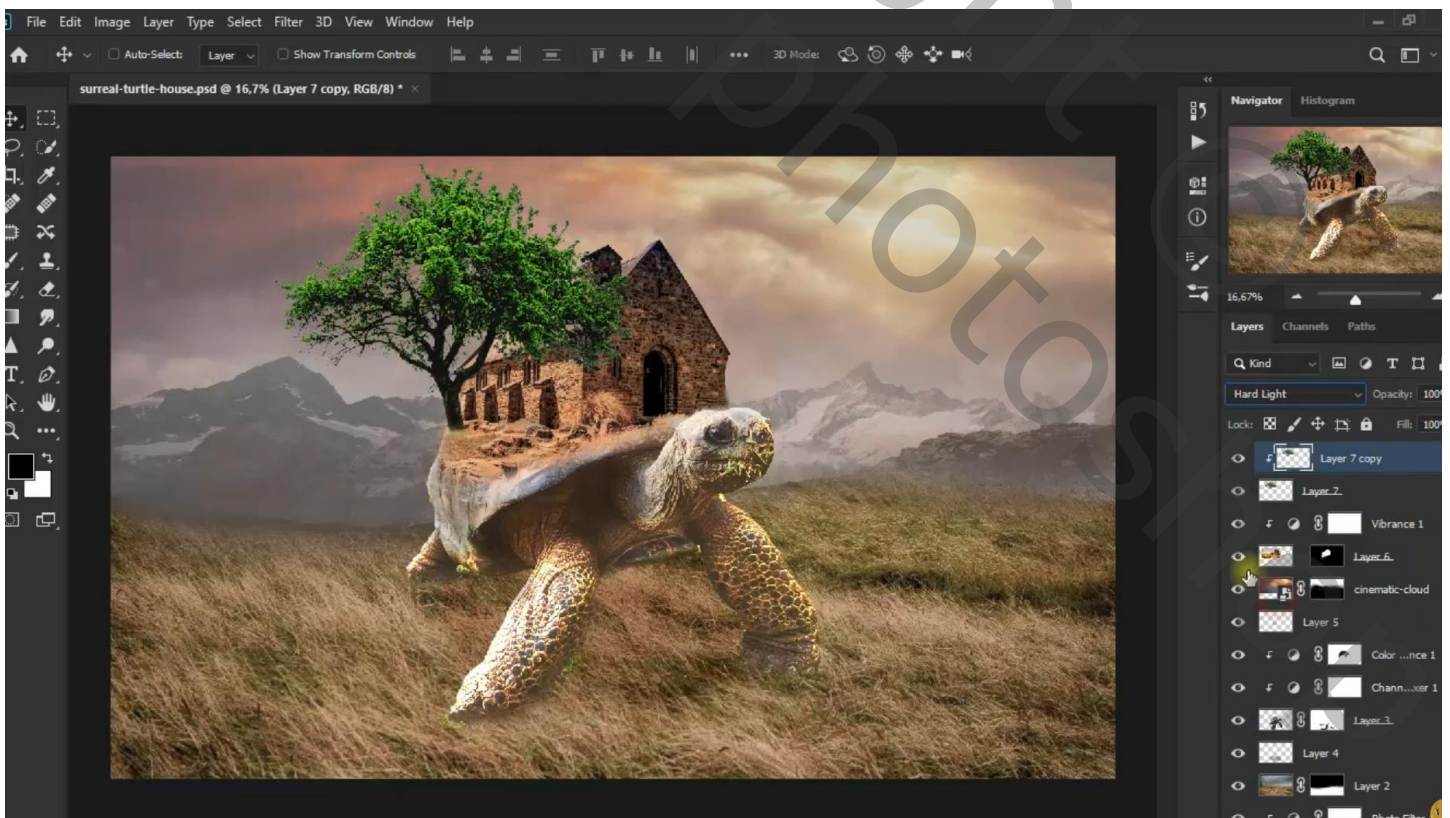 File Edit Image Layer Type Select Filter 3D View Window Help
Auto-Select: Layer Show Transform Controls 3D Mode:
surreal-turtle-house.psd @ 16,7% (Layer 7 copy, RGB/8) * ×
Navigator Histogram
16,67%
Layers Channels Paths
Kind
Hard Light Opacity: 100%
Lock: Fill: 100%
Layer 7 copy
Layer 7
Vibrance 1
Layer 6
cinematic-cloud
Layer 5
Color ...nce 1
Chann...xer 1
Layer 3
Layer 4
Layer 2
Photo Filter
photoshop